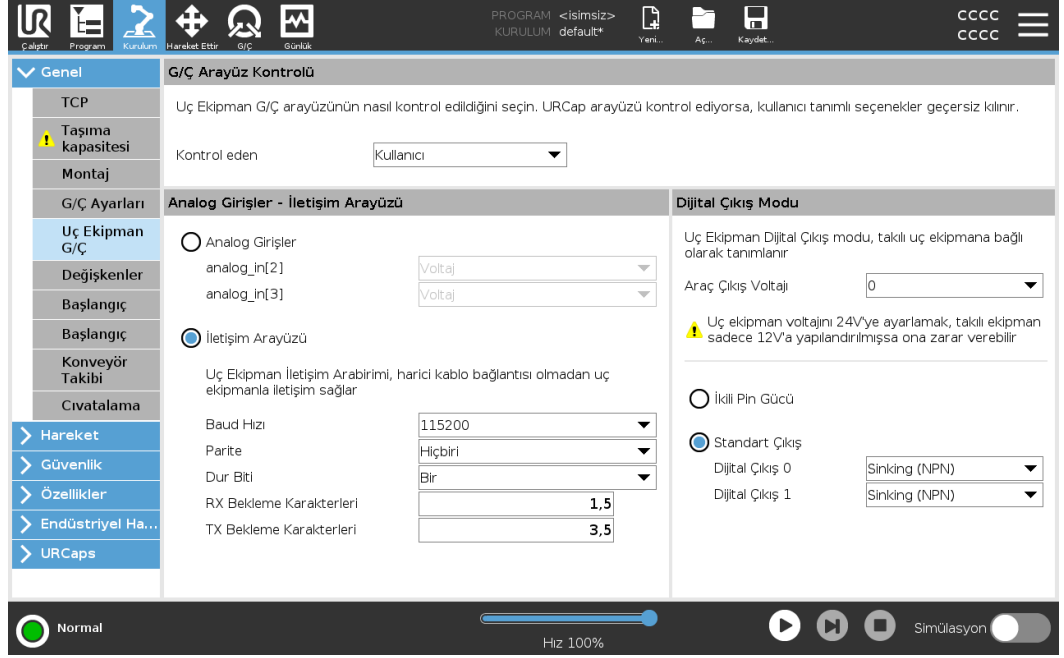 PROGRAM <isimsiz>
KURULUM default*
CCCC
CCCC
Çalıştır Program Kurulum Hareket Ettir G/Ç Günlük Yeni... Aç... Kaydet...
Genel
TCP
Taşıma
kapasitesi
Montaj
G/Ç Ayarları
Uç Ekipman
G/Ç
Değişkenler
Başlangıç
Başlangıç
Konveyör
Takibi
Cıvatalama
Hareket
Güvenlik
Özellikler
Endüstriyel Ha...
URCaps
G/Ç Arayüz Kontrolü
Uç Ekipman G/Ç arayüzünün nasıl kontrol edildiğini seçin. URCap arayüzü kontrol ediyorsa, kullanıcı tanımlı seçenekler geçersiz kılınır.
Kontrol eden Kullanıcı
Analog Girişler - İletişim Arayüzü
Analog Girişler
analog_in[2] Voltaj
analog_in[3] Voltaj
İletişim Arayüzü
Uç Ekipman İletişim Arabirimi, harici kablo bağlantısı olmadan uç
ekipmanla iletişim sağlar
Baud Hızı 115200
Parite Hiçbiri
Dur Biti Bir
RX Bekleme Karakterleri 1,5
TX Bekleme Karakterleri 3,5
Dijital Çıkış Modu
Uç Ekipman Dijital Çıkış modu, takılı uç ekipmana bağlı
olarak tanımlanır
Araç Çıkış Voltajı 0
Uç ekipman voltajını 24V'ye ayarlamak, takılı ekipman
sadece 12V'a yapılandırılmışsa ona zarar verebilir
İkili Pin Gücü
Standart Çıkış
Dijital Çıkış 0 Sinking (NPN)
Dijital Çıkış 1 Sinking (NPN)
Normal
Hız 100%
Simülasyon